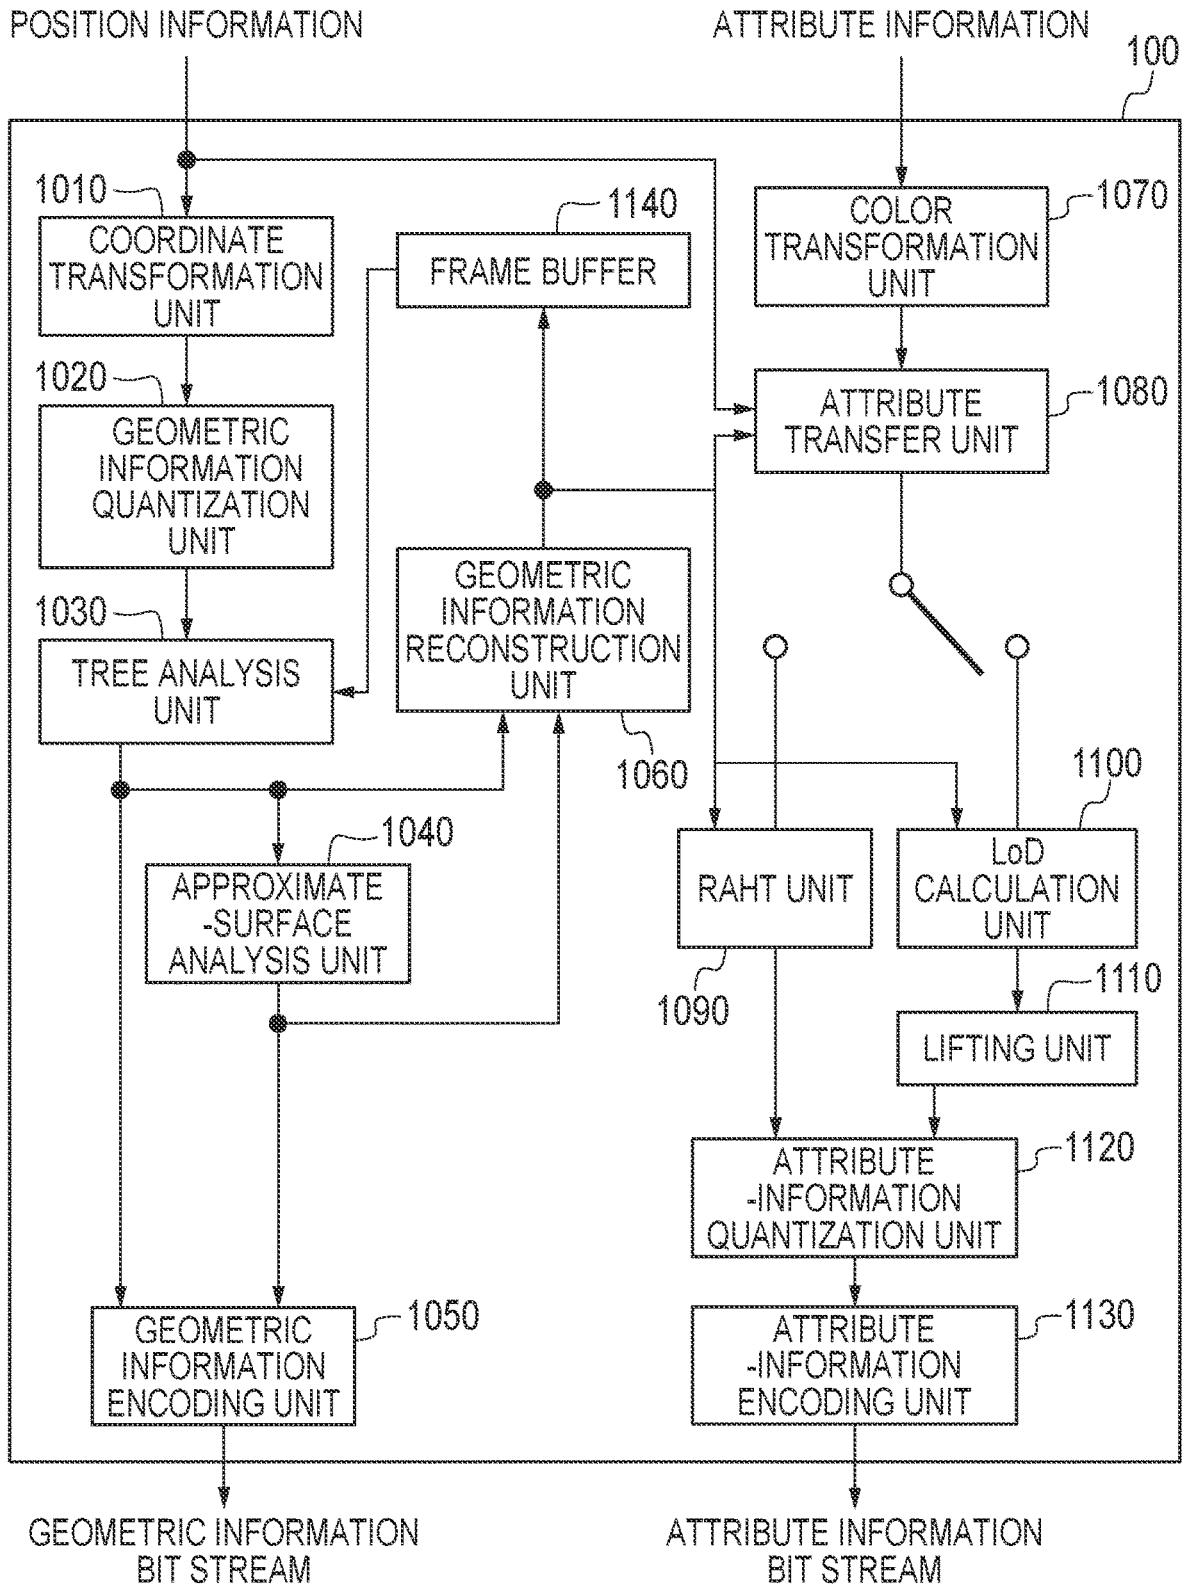 POSITION INFORMATION
ATTRIBUTE INFORMATION
100
1010
COORDINATE
TRANSFORMATION
UNIT
1140
FRAME BUFFER
1070
COLOR
TRANSFORMATION
UNIT
1020
GEOMETRIC
INFORMATION
QUANTIZATION
UNIT
1080
ATTRIBUTE
TRANSFER UNIT
1030
TREE ANALYSIS
UNIT
GEOMETRIC
INFORMATION
RECONSTRUCTION
UNIT
1060
1040
APPROXIMATE
-SURFACE
ANALYSIS UNIT
RAHT UNIT
1090
1100
LoD
CALCULATION
UNIT
1110
LIFTING UNIT
1120
ATTRIBUTE
-INFORMATION
QUANTIZATION UNIT
1050
GEOMETRIC
INFORMATION
ENCODING UNIT
1130
ATTRIBUTE
-INFORMATION
ENCODING UNIT
GEOMETRIC INFORMATION
BIT STREAM
ATTRIBUTE INFORMATION
BIT STREAM